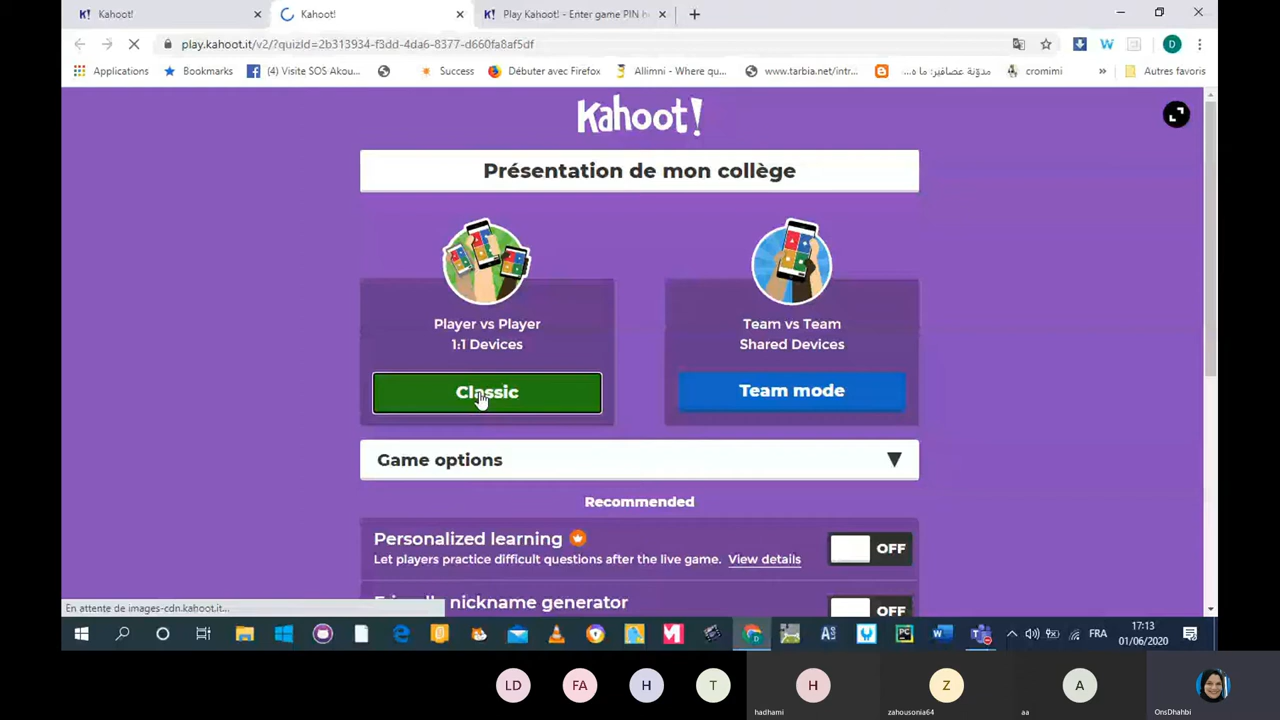 Kahoot!
Kahoot!
Play Kahoot! - Enter game PIN h
play.kahoot.it/v2/?quizId=2b313934-f3dd-4da6-8377-d660fa8af5df
D
Applications
Bookmarks
(4) Visite SOS Akou...
Success
Débuter avec Firefox
Allimni - Where qu...
www.tarbia.net/intr...
مدوّنة عصافير: ما ه...
cromimi
»
Autres favoris
Kahoot!
Présentation de mon collège
Player vs Player
1:1 Devices
Classic
Team vs Team
Shared Devices
Team mode
Game options
Recommended
Personalized learning
Let players practice difficult questions after the live game. View details
OFF
nickname generator
OFF
En attente de images-cdn.kahoot.it...
FRA
17:13
01/06/2020
LD
FA
H
T
H
hadhami
Z
zahousonia64
A
aa
OnsDhahbi